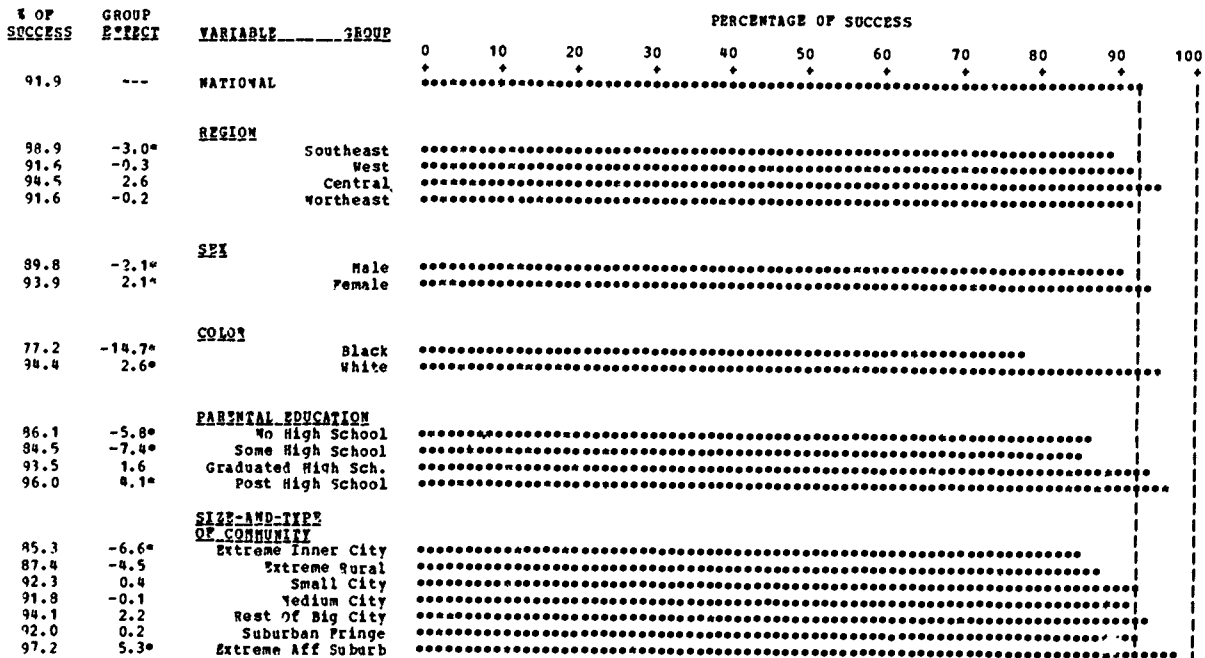 % OF GROUP PERCENTAGE OF SUCCESS
SUCCESS EFFECT VARIABLE GROUP
0 10 20 30 40 50 60 70 80 90 100
91.9 --- NATIONAL
REGION
88.9 -3.0* Southeast
91.6 -0.3 West
94.5 2.6 Central
91.6 -0.2 Northeast
SEX
89.8 -2.1* Male
93.9 2.1* Female
COLOR
77.2 -14.7* Black
94.4 2.6* White
PARENTAL EDUCATION
86.1 -5.8* No High School
84.5 -7.4* Some High School
93.5 1.6 Graduated High Sch.
96.0 4.1* Post High School
SIZE-AND-TYPE
OF COMMUNITY
85.3 -6.6* Extreme Inner City
87.4 -4.5 Extreme Rural
92.3 0.4 Small City
91.8 -0.1 Medium City
94.1 2.2 Rest Of Big City
92.0 0.2 Suburban Fringe
97.2 5.3* Extreme Aff Suburb